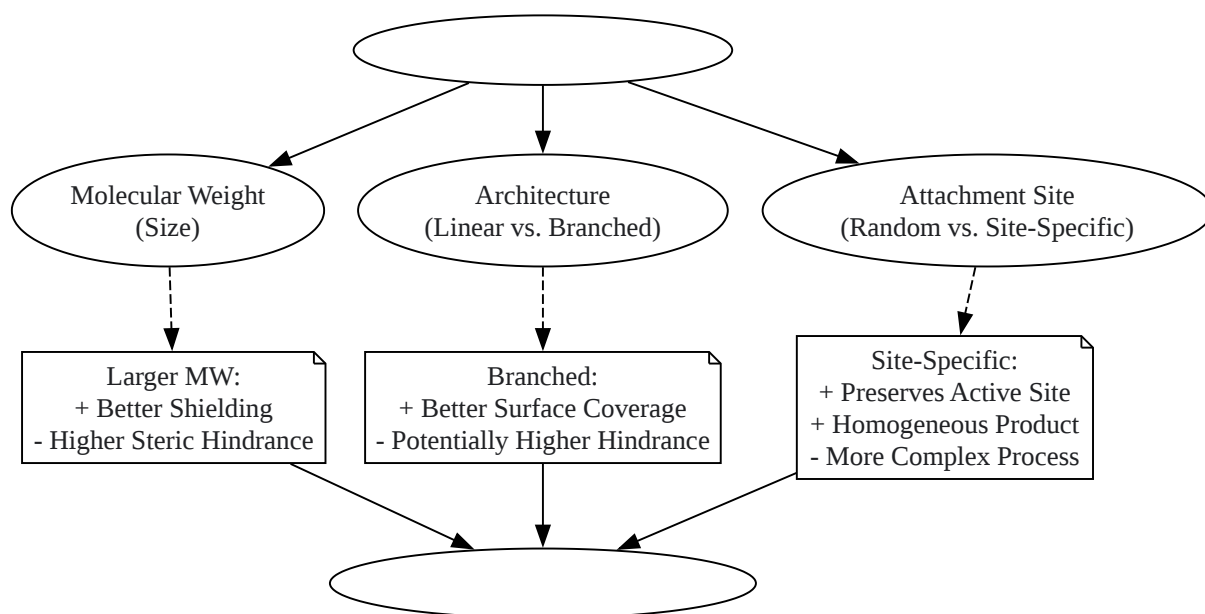 Molecular Weight
(Size)
Architecture
(Linear vs. Branched)
Attachment Site
(Random vs. Site-Specific)
Larger MW:
+ Better Shielding
- Higher Steric Hindrance
Branched:
+ Better Surface Coverage
- Potentially Higher Hindrance
Site-Specific:
+ Preserves Active Site
+ Homogeneous Product
- More Complex Process